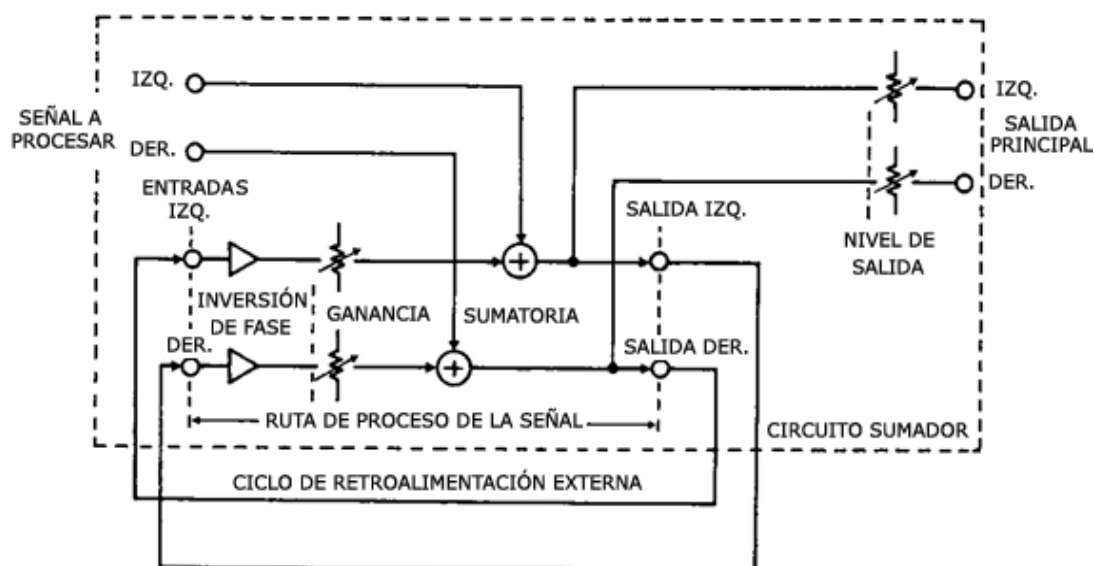 IZQ.
IZQ.
SEÑAL A
PROCESAR
SALIDA
PRINCIPAL
DER.
DER.
ENTRADAS
IZQ.
SALIDA IZQ.
NIVEL DE
SALIDA
INVERSIÓN
DE FASE
GANANCIA
SUMATORIA
DER.
SALIDA DER.
RUTA DE PROCESO DE LA SEÑAL
CIRCUITO SUMADOR
CICLO DE RETROALIMENTACIÓN EXTERNA